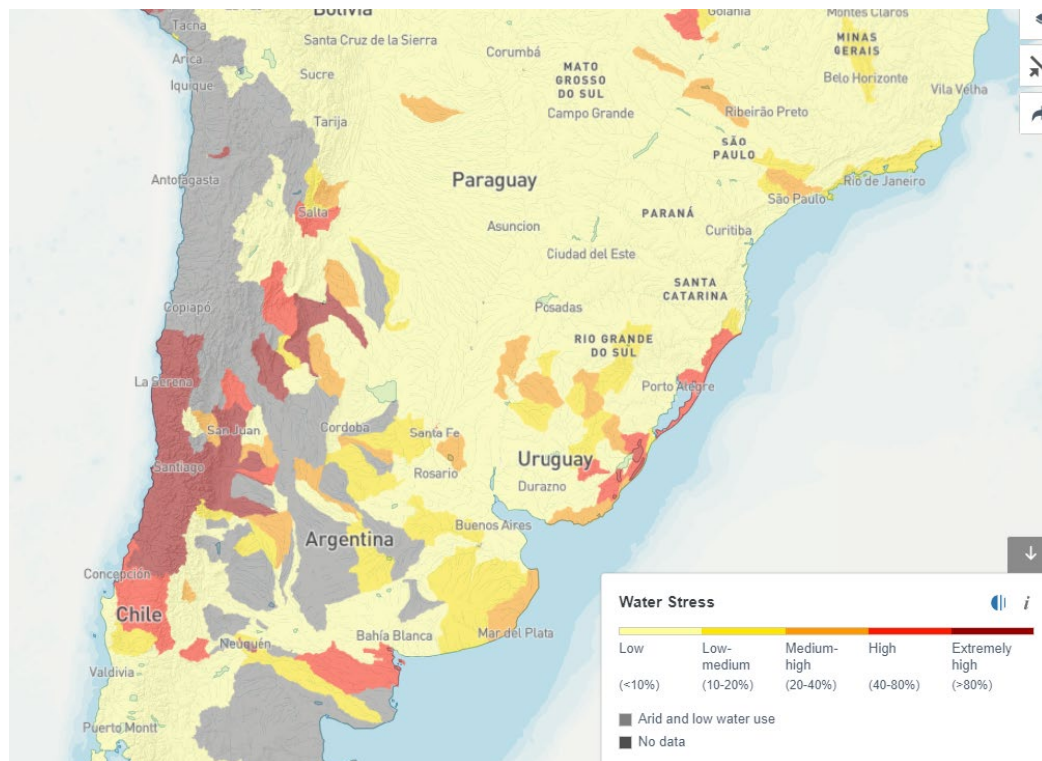 Bolivia
Goiânia
Montes Claros
Tacna
Santa Cruz de la Sierra
Corumbá
MINAS
GERAIS
Arica
Sucre
MATO
GROSSO
DO SUL
Belo Horizonte
Iquique
Vila Velha
Campo Grande
Ribeirão Preto
Tarija
SÃO
PAULO
Antofagasta
Paraguay
Rio de Janeiro
São Paulo
Salta
PARANÁ
Asuncion
Curitiba
Ciudad del Este
SANTA
CATARINA
Copiapó
Posadas
RIO GRANDE
DO SUL
La Serena
Porto Alegre
San Juan
Cordoba
Santa Fe
Santiago
Rosario
Uruguay
Durazno
Buenos Aires
Argentina
Concepción
Chile
Mar del Plata
Bahía Blanca
Neuquén
Valdivia
Puerto Montt
Water Stress
i
Low Low-medium Medium-high High Extremely high
(<10%) (10-20%) (20-40%) (40-80%) (>80%)
Arid and low water use
No data